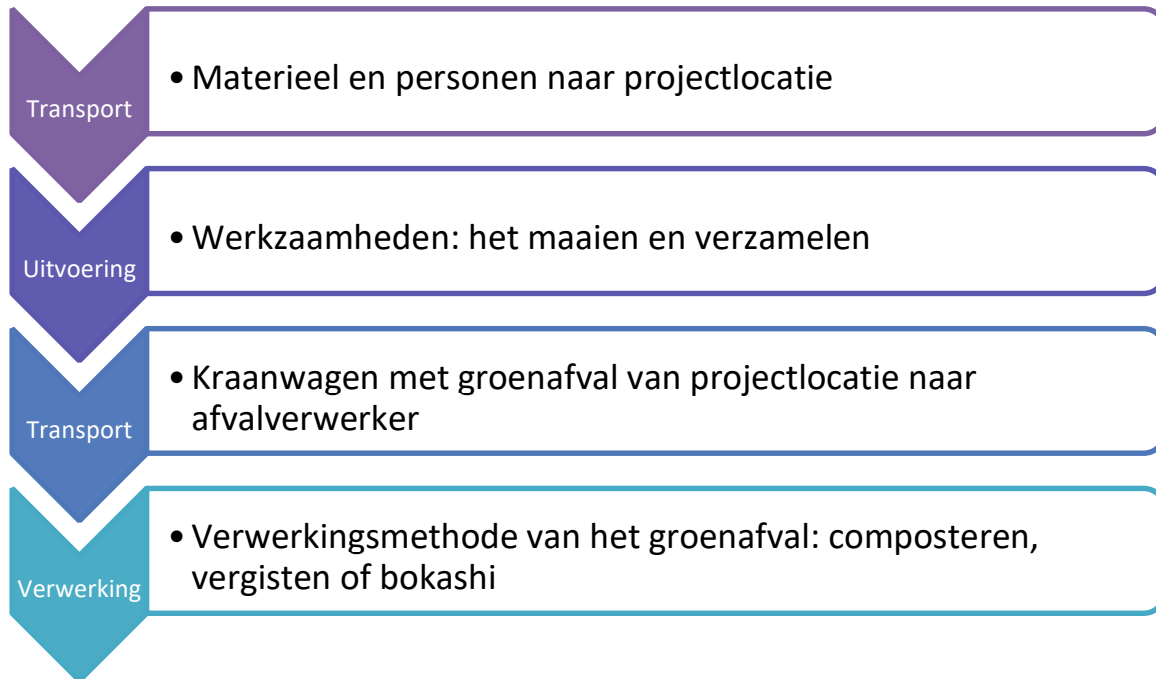 Transport
• Materieel en personen naar projectlocatie
Uitvoering
• Werkzaamheden: het maaien en verzamelen
Transport
• Kraanwagen met groenafval van projectlocatie naar
afvalverwerker
Verwerking
• Verwerkingsmethode van het groenafval: composteren,
vergisten of bokashi